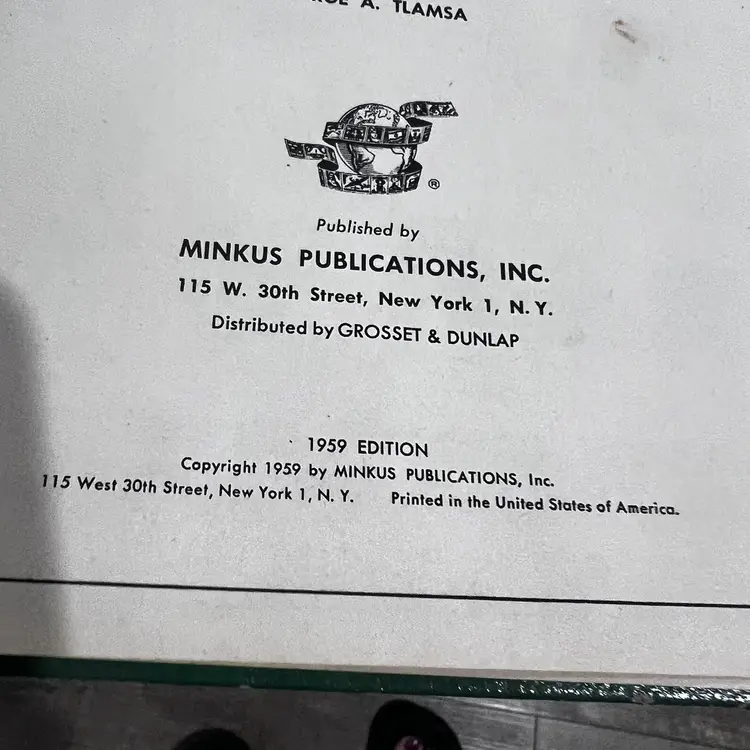 A. TLAMSA
®
Published by
MINKUS PUBLICATIONS, INC.
115 W. 30th Street, New York 1, N. Y.
Distributed by GROSSET & DUNLAP
1959 EDITION
Copyright 1959 by MINKUS PUBLICATIONS, Inc.
115 West 30th Street, New York 1, N. Y. Printed in the United States of America.